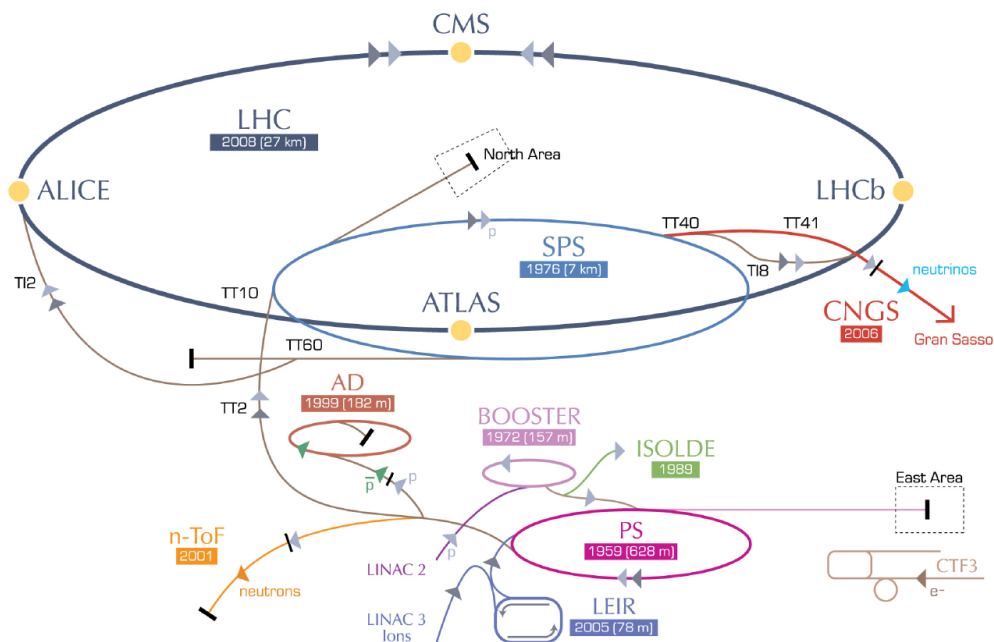 CMS
LHC
2008 (27 km)
North Area
ALICE
LHCb
TT40
TT41
SPS
1976 (7 km)
p
TI8
neutrinos
TI2
TT10
ATLAS
CNGS
2006
Gran Sasso
TT60
AD
1999 (182 m)
TT2
BOOSTER
1972 (157 m)
ISOLDE
1989
p̅
p
East Area
n-ToF
2001
PS
1959 (628 m)
LINAC 2
p
neutrons
CTF3
e-
LEIR
2005 (78 m)
LINAC 3
Ions